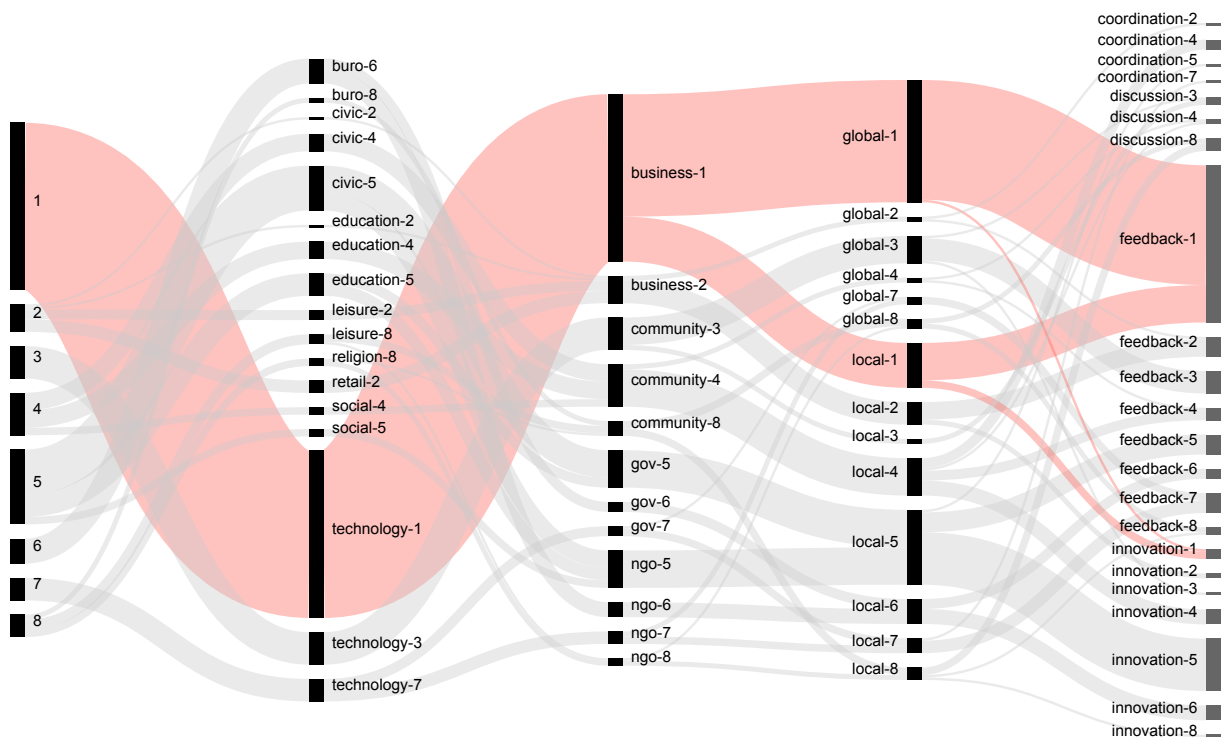 1
2
3
4
5
6
7
8
buro-6
buro-8
civic-2
civic-4
civic-5
education-2
education-4
education-5
leisure-2
leisure-8
religion-8
retail-2
social-4
social-5
technology-1
technology-3
technology-7
business-1
business-2
community-3
community-4
community-8
gov-5
gov-6
gov-7
ngo-5
ngo-6
ngo-7
ngo-8
global-1
global-2
global-3
global-4
global-7
global-8
local-1
local-2
local-3
local-4
local-5
local-6
local-7
local-8
coordination-2
coordination-4
coordination-5
coordination-7
discussion-3
discussion-4
discussion-8
feedback-1
feedback-2
feedback-3
feedback-4
feedback-5
feedback-6
feedback-7
feedback-8
innovation-1
innovation-2
innovation-3
innovation-4
innovation-5
innovation-6
innovation-8